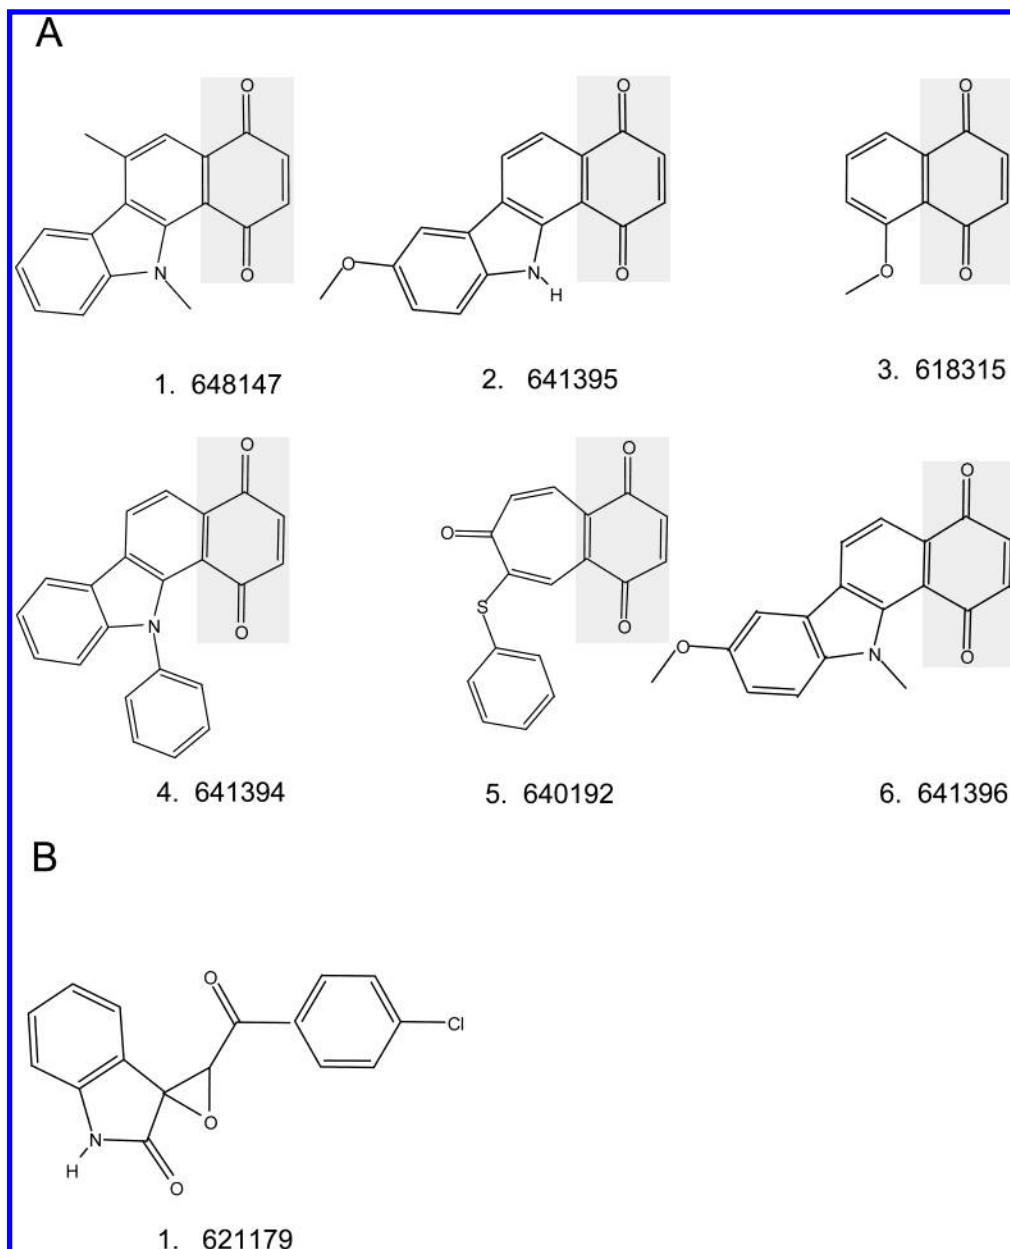 A
O O O
O N O O N H O O O
1. 648147 2. 641395 3. 618315
O O O
O
N O S O O N O
4. 641394 5. 640192 6. 641396
B
O
Cl
O
N
H O
1. 621179